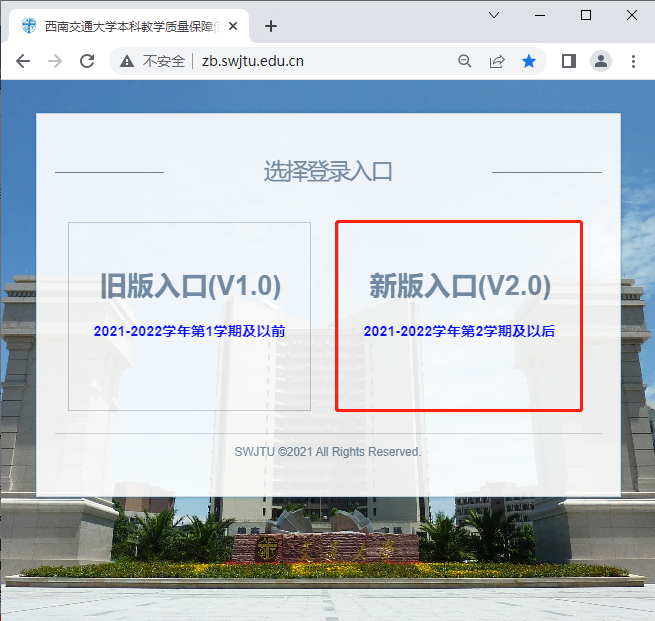 西南交通大学本科教学质量保障信
不安全
zb.swjtu.edu.cn
选择登录入口
旧版入口(V1.0)
2021-2022学年第1学期及以前
新版入口(V2.0)
2021-2022学年第2学期及以后
SWJTU ©2021 All Rights Reserved.